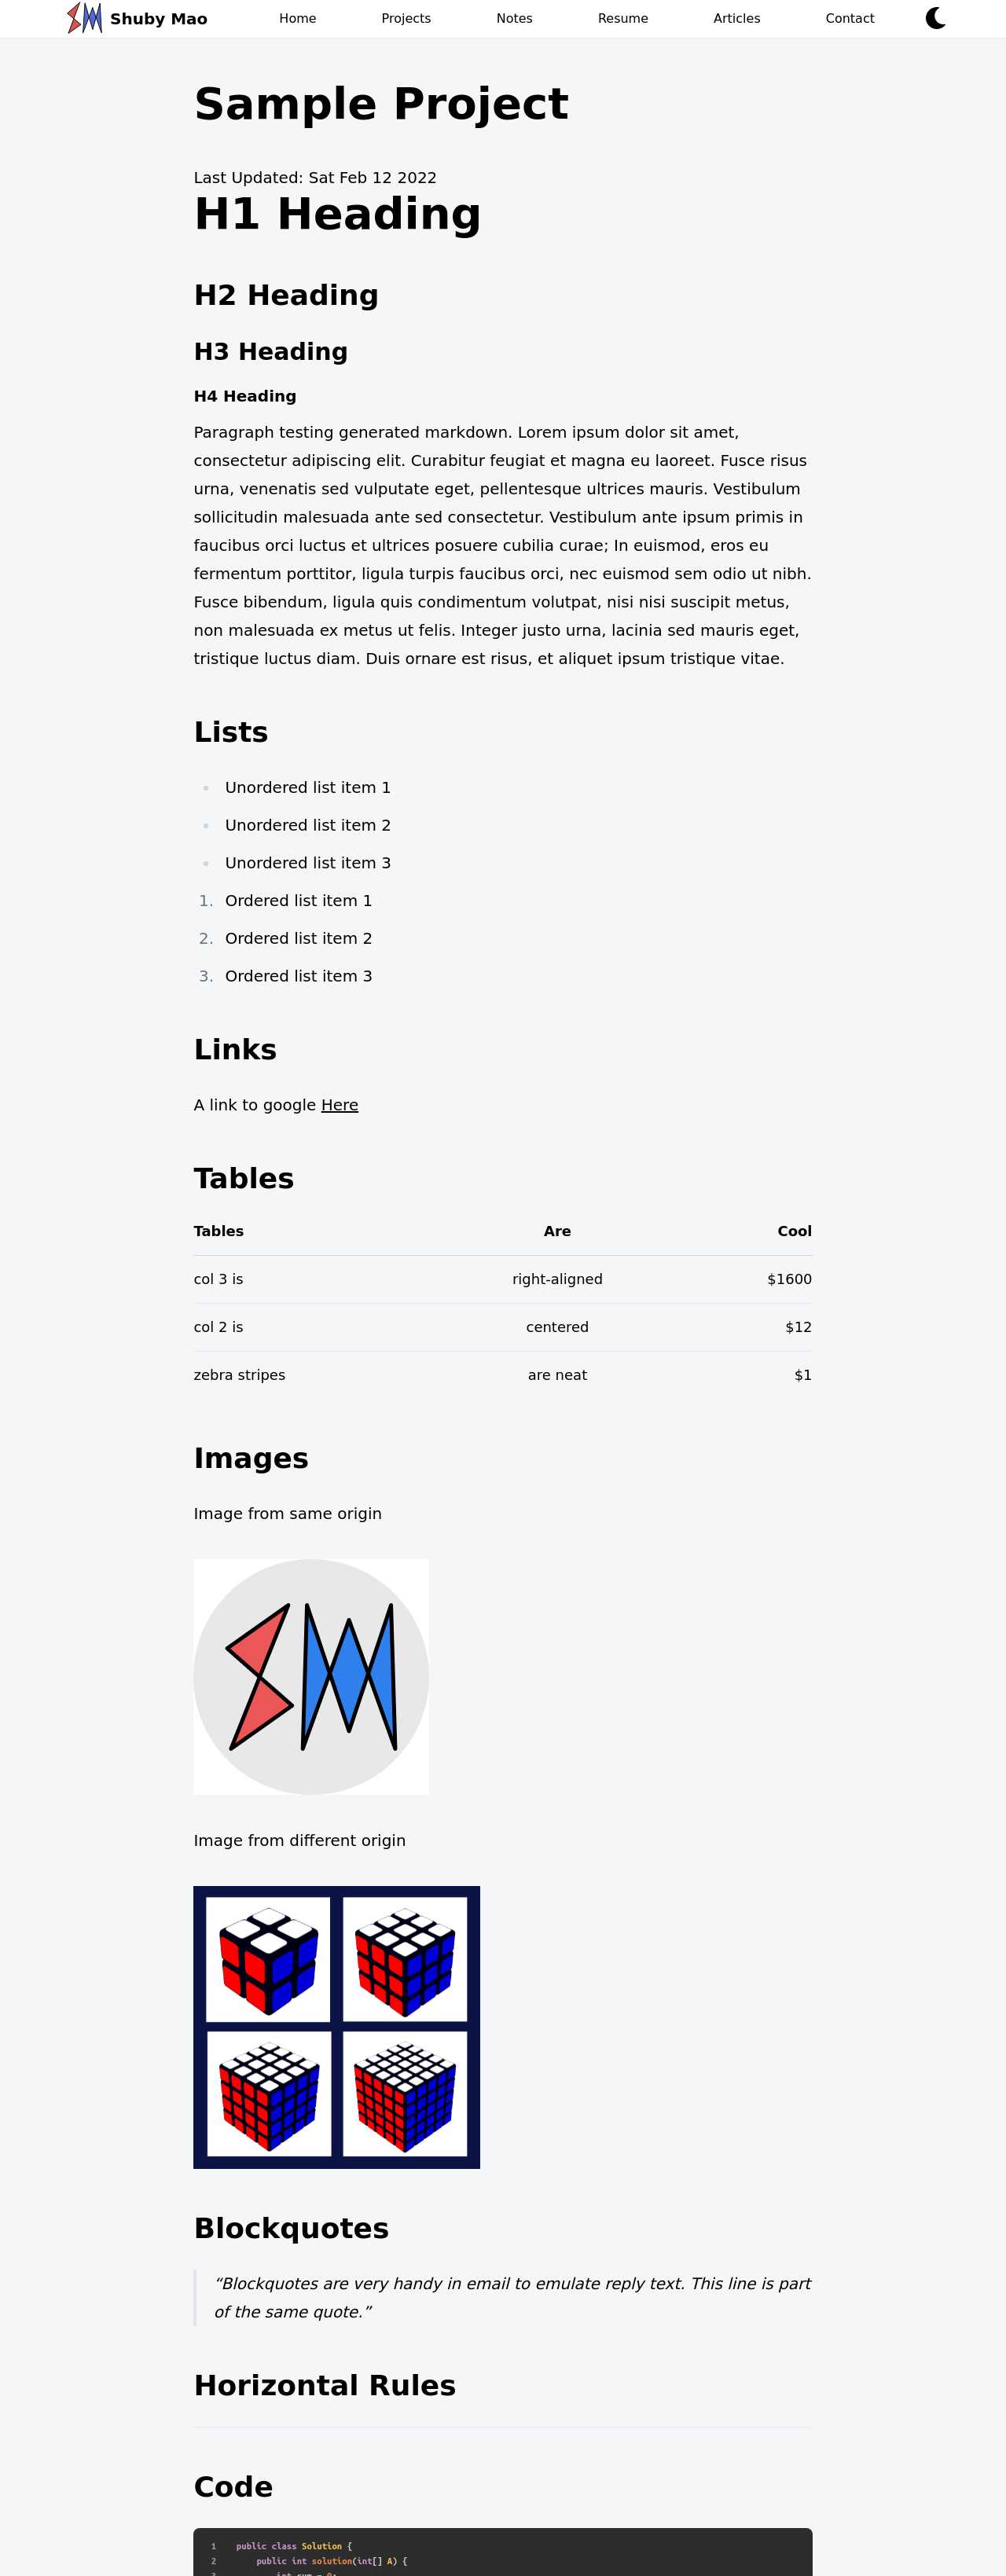 Shuby Mao Home Projects Notes Resume Articles Contact
Sample Project
Last Updated: Sat Feb 12 2022
H1 Heading
H2 Heading
H3 Heading
H4 Heading
Paragraph testing generated markdown. Lorem ipsum dolor sit amet,
consectetur adipiscing elit. Curabitur feugiat et magna eu laoreet. Fusce risus
urna, venenatis sed vulputate eget, pellentesque ultrices mauris. Vestibulum
sollicitudin malesuada ante sed consectetur. Vestibulum ante ipsum primis in
faucibus orci luctus et ultrices posuere cubilia curae; In euismod, eros eu
fermentum porttitor, ligula turpis faucibus orci, nec euismod sem odio ut nibh.
Fusce bibendum, ligula quis condimentum volutpat, nisi nisi suscipit metus,
non malesuada ex metus ut felis. Integer justo urna, lacinia sed mauris eget,
tristique luctus diam. Duis ornare est risus, et aliquet ipsum tristique vitae.
Lists
• Unordered list item 1
• Unordered list item 2
• Unordered list item 3
1. Ordered list item 1
2. Ordered list item 2
3. Ordered list item 3
Links
A link to google Here
Tables
Tables Are Cool
col 3 is right-aligned $1600
col 2 is centered $12
zebra stripes are neat $1
Images
Image from same origin
SM
Image from different origin
Blockquotes
“Blockquotes are very handy in email to emulate reply text. This line is part
of the same quote.”
Horizontal Rules
Code
1 public class Solution {
2 public int solution(int[] A) {